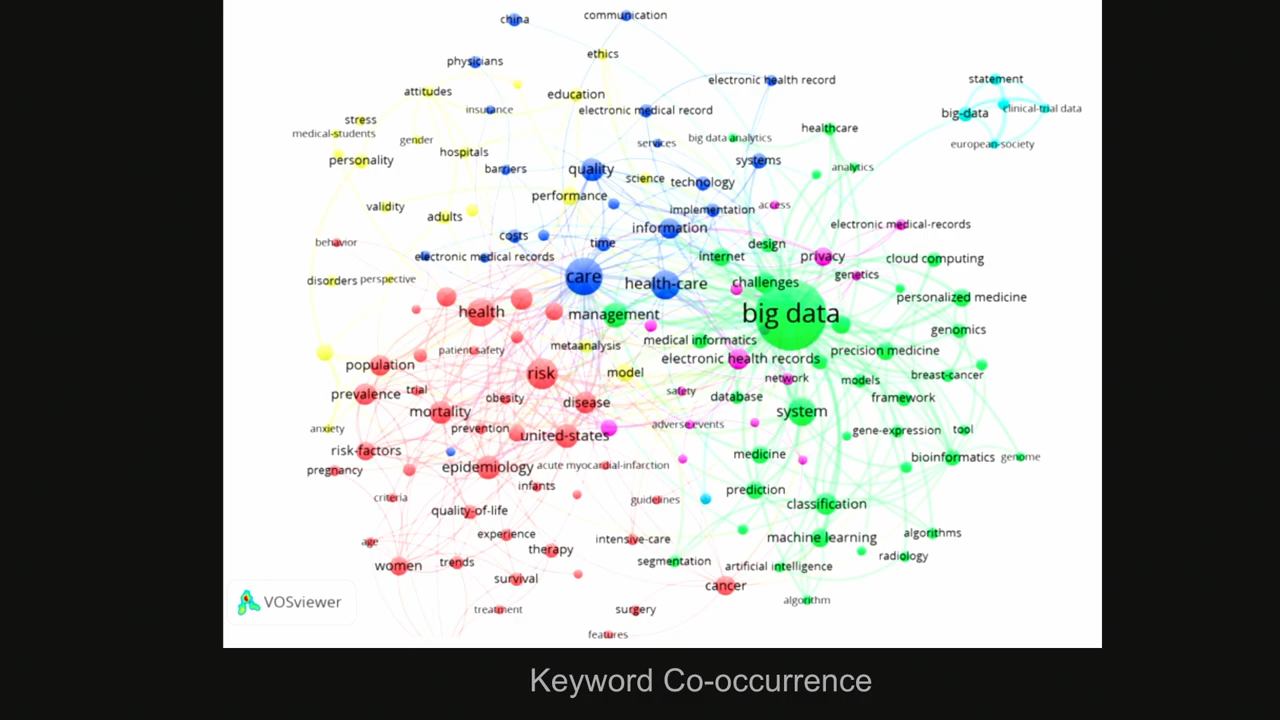 china
communication
ethics
physicians
electronic health record
statement
attitudes
education
insurance
electronic medical record
big-data
clinical-trial data
stress
medical-students
gender
services
big data analytics
healthcare
european-society
personality
hospitals
barriers
quality
science
technology
systems
analytics
performance
validity
adults
implementation
access
behavior
costs
time
information
electronic medical-records
electronic medical records
internet
design
privacy
cloud computing
disorders
perspective
care
health-care
challenges
genetics
personalized medicine
health
management
big data
genomics
patient safety
metaanalysis
medical informatics
precision medicine
population
risk
model
electronic health records
network
models
breast-cancer
prevalence
trial
obesity
disease
safety
database
framework
mortality
system
anxiety
prevention
united-states
adverse events
gene-expression
tool
risk-factors
medicine
bioinformatics
genome
pregnancy
epidemiology
acute myocardial-infarction
infants
prediction
criteria
guidelines
classification
quality-of-life
age
experience
intensive-care
machine learning
algorithms
women
trends
therapy
segmentation
artificial intelligence
radiology
survival
cancer
treatment
surgery
algorithm
features
VOSviewer
Keyword Co-occurrence